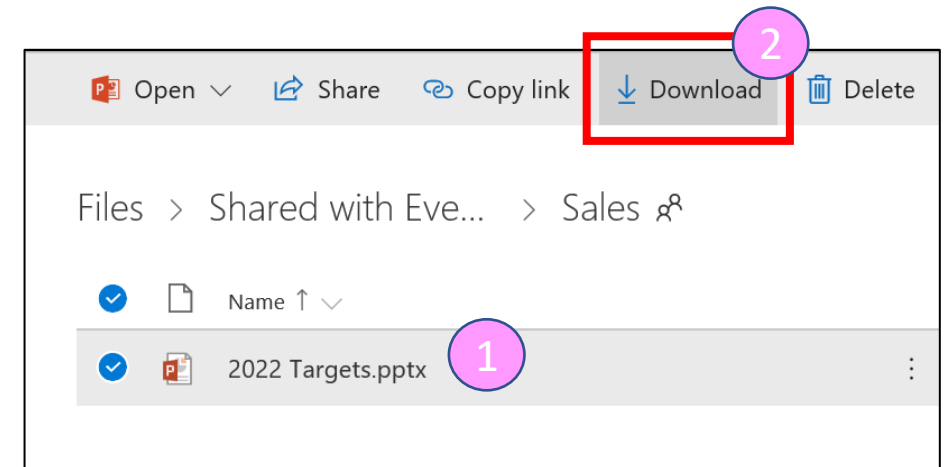 2
Open Share Copy link Download Delete
Files > Shared with Eve... > Sales
Name ↑
2022 Targets.pptx 1